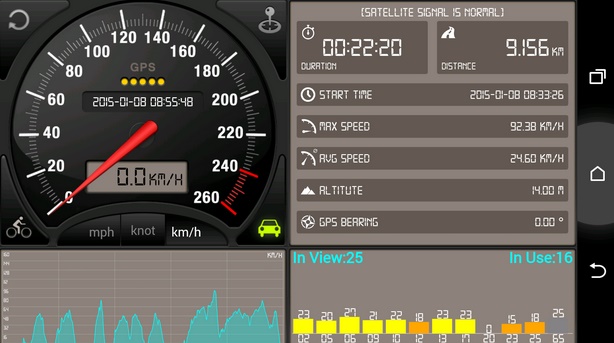 120 140
100 160
80 180
GPS
2015-01-08 08:55:48
60 200
40 220
20 240
0 260
0.0 KM/H
mph knot km/h
[SATELLITE SIGNAL IS NORMAL]
00:22:20
DURATION
9.156 KM
DISTANCE
START TIME 2015-01-08 08:33:26
MAX SPEED 92.38 KM/H
AVG SPEED 24.60 KM/H
ALTITUTE 14.00 M
GPS BEARING 0.00 °
KM/H
In View:25 In Use:16
23 20 27 21 22 18 23 23 0 15 18 25
02 05 06 09 10 12 13 17 20 23 25 65